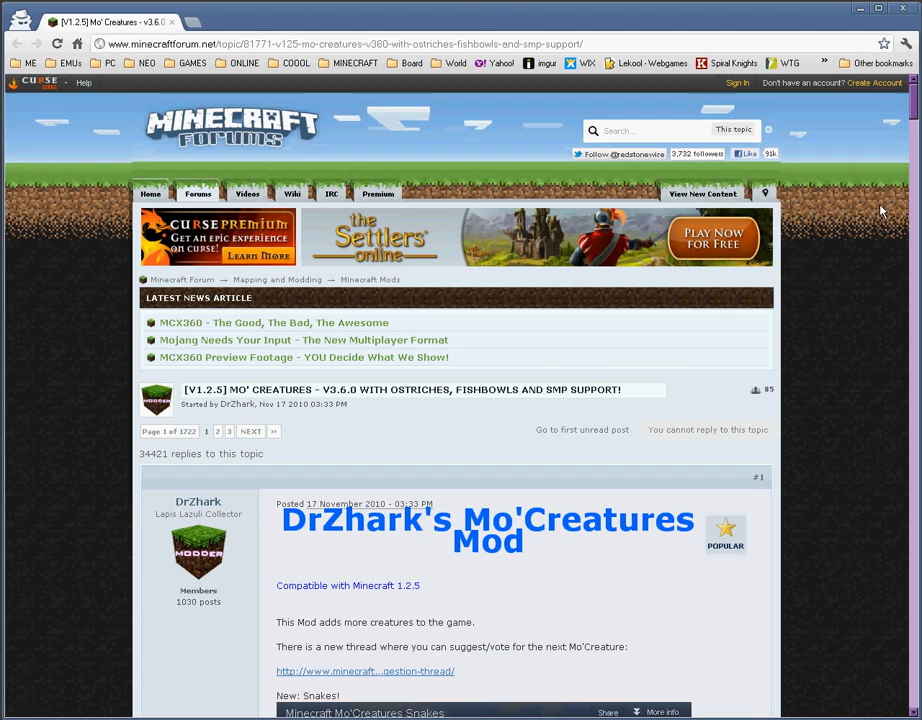 [V1.2.5] Mo' Creatures - v3.6.0
www.minecraftforum.net/topic/81771-v125-mo-creatures-v360-with-ostriches-fishbowls-and-smp-support/
ME EMUs PC NEO GAMES ONLINE COOOL MINECRAFT Board World Yahoo! imgur WIX Lekool - Webgames Spiral Knights WTG » Other bookmarks
CURSE SITES Help Sign In Don't have an account? Create Account
MINECRAFT
FORUMS
Search... This topic
Follow @redstonewire 3,732 followers Like 91k
Home Forums Videos Wiki IRC Premium View New Content
CURSE PREMIUM
GET AN EPIC EXPERIENCE
ON CURSE! LEARN MORE
the
Settlers
online
PLAY NOW
FOR FREE
Minecraft Forum → Mapping and Modding → Minecraft Mods
LATEST NEWS ARTICLE
MCX360 - The Good, The Bad, The Awesome
Mojang Needs Your Input - The New Multiplayer Format
MCX360 Preview Footage - YOU Decide What We Show!
MODDER
[V1.2.5] MO' CREATURES - V3.6.0 WITH OSTRICHES, FISHBOWLS AND SMP SUPPORT! 85
Started by DrZhark, Nov 17 2010 03:33 PM
Page 1 of 1722 1 2 3 NEXT » Go to first unread post You cannot reply to this topic
34421 replies to this topic
#1
DrZhark
Lapis Lazuli Collector
MODDER
Members
1030 posts
Posted 17 November 2010 - 03:33 PM
DrZhark's Mo'Creatures
Mod
POPULAR
Compatible with Minecraft 1.2.5
This Mod adds more creatures to the game.
There is a new thread where you can suggest/vote for the next Mo'Creature:
http://www.minecraft...gestion-thread/
New: Snakes!
Minecraft Mo'Creatures Snakes Share More info